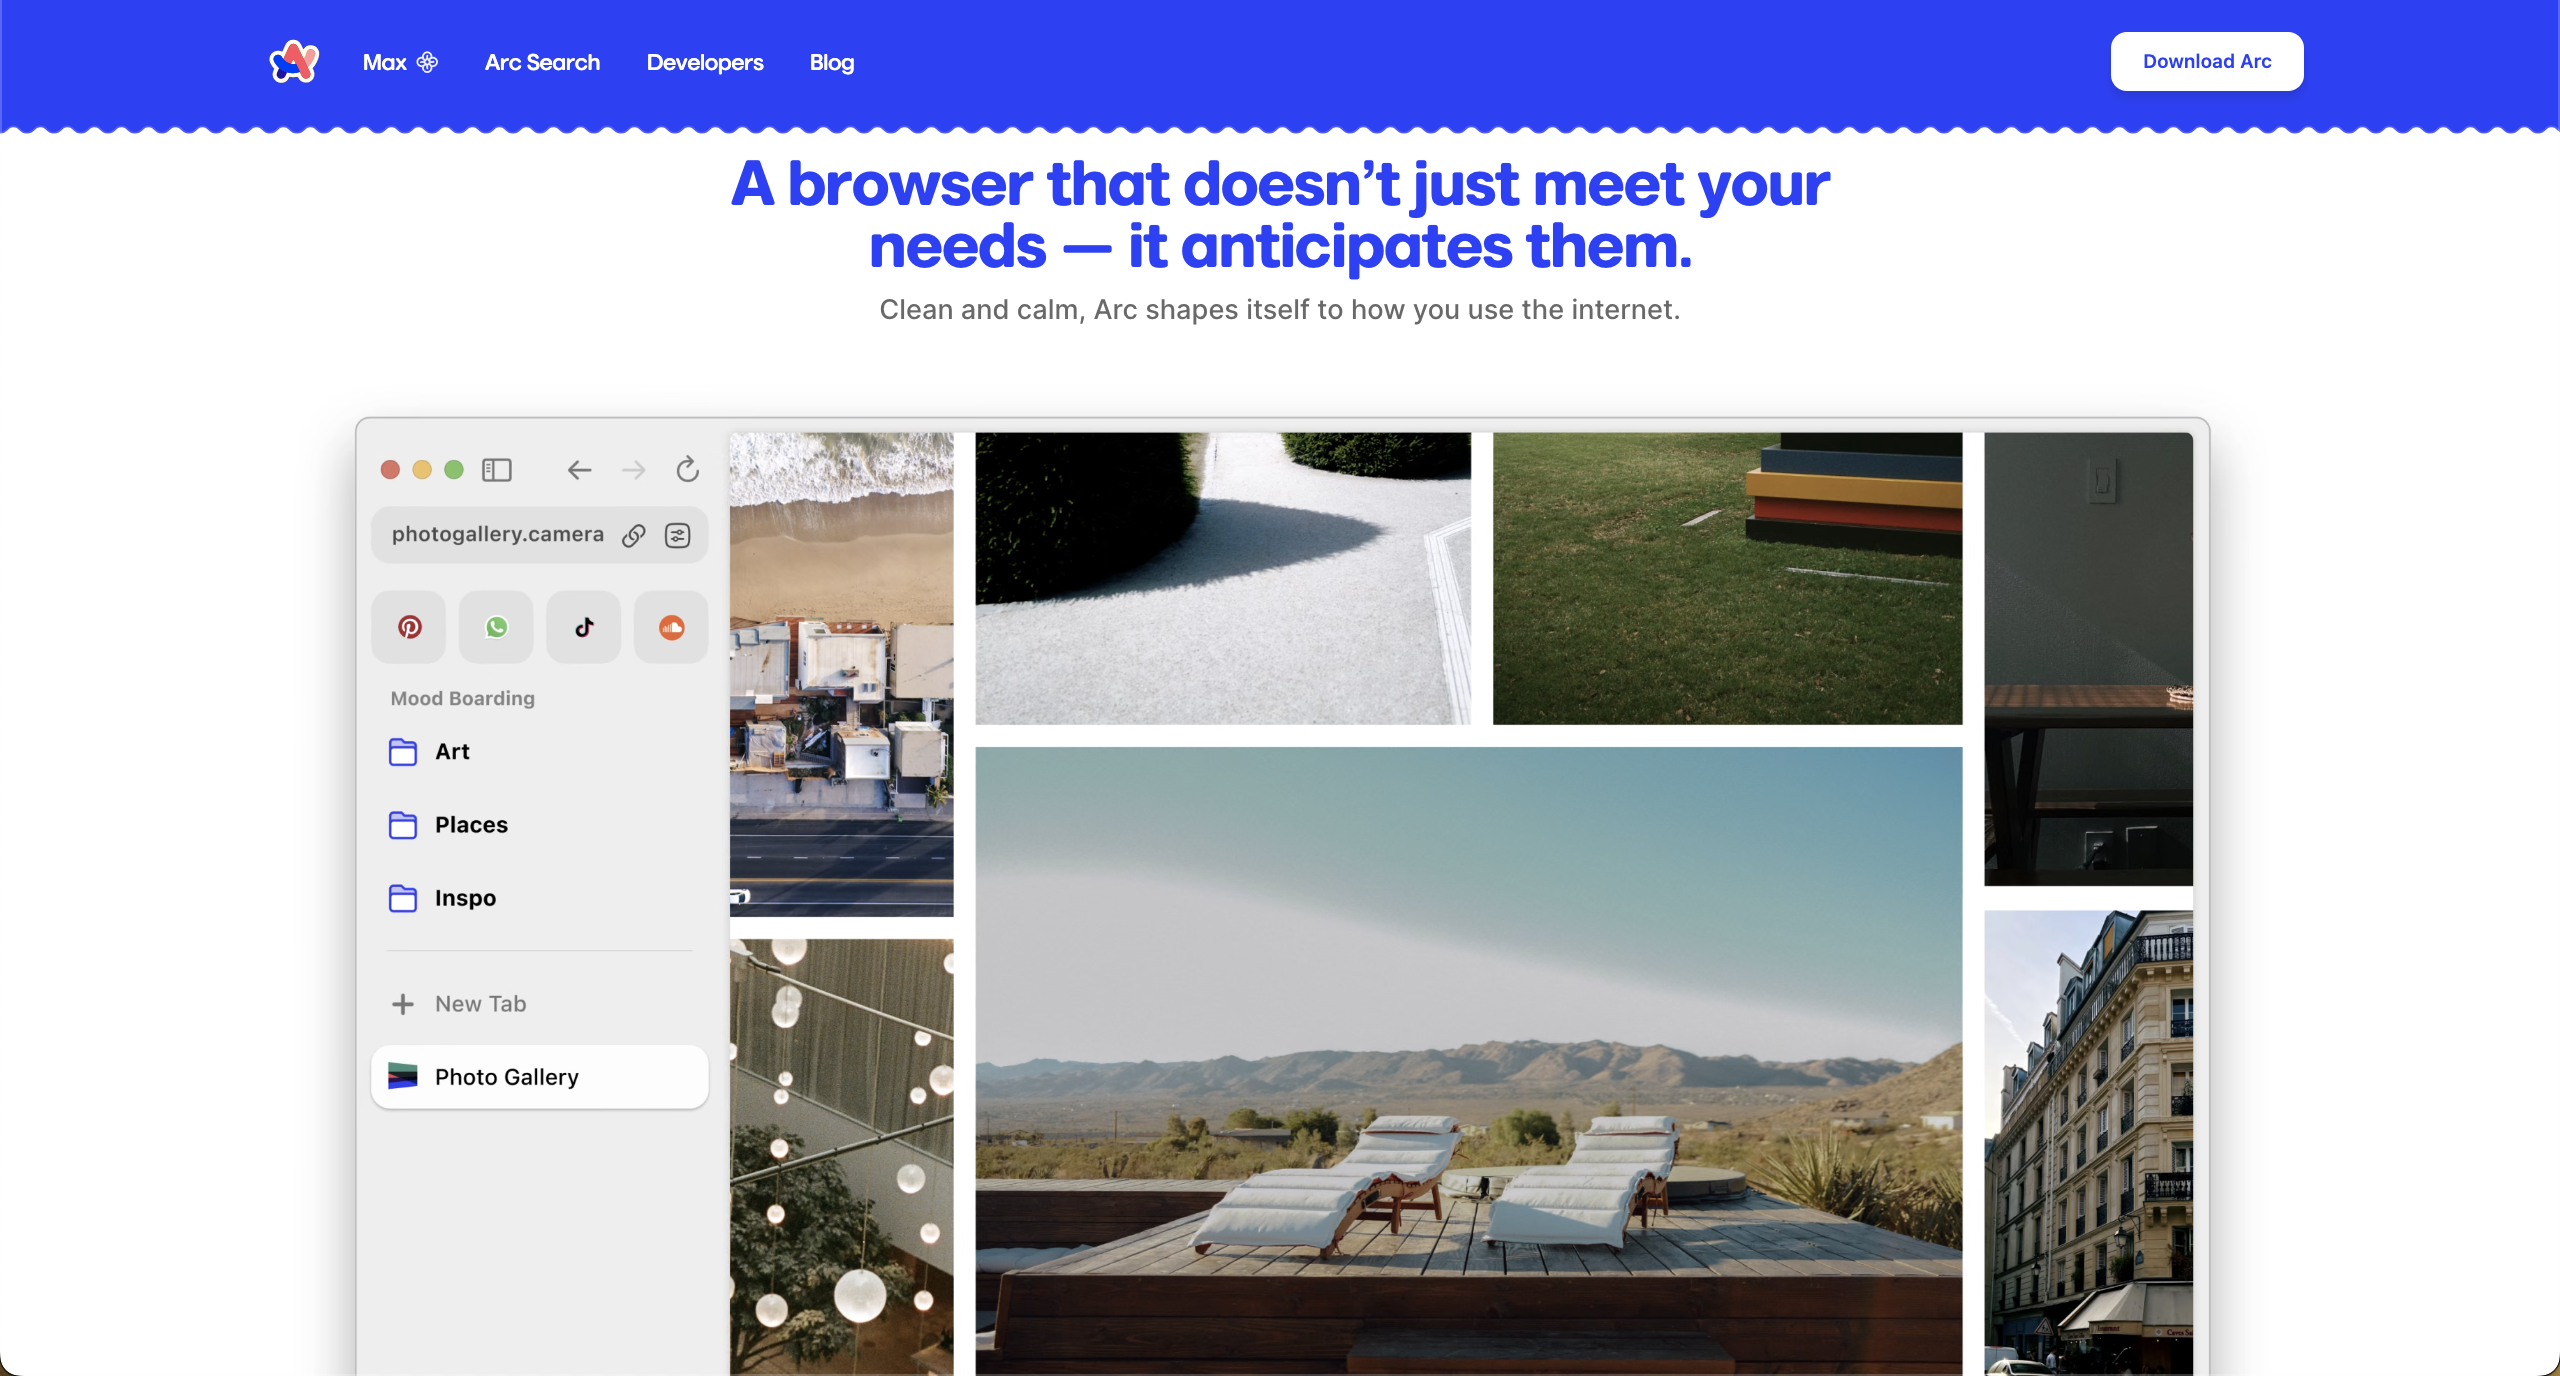 Max
Arc Search
Developers
Blog
Download Arc
A browser that doesn’t just meet your
needs — it anticipates them.
Clean and calm, Arc shapes itself to how you use the internet.
photogallery.camera
Mood Boarding
Art
Places
Inspo
New Tab
Photo Gallery